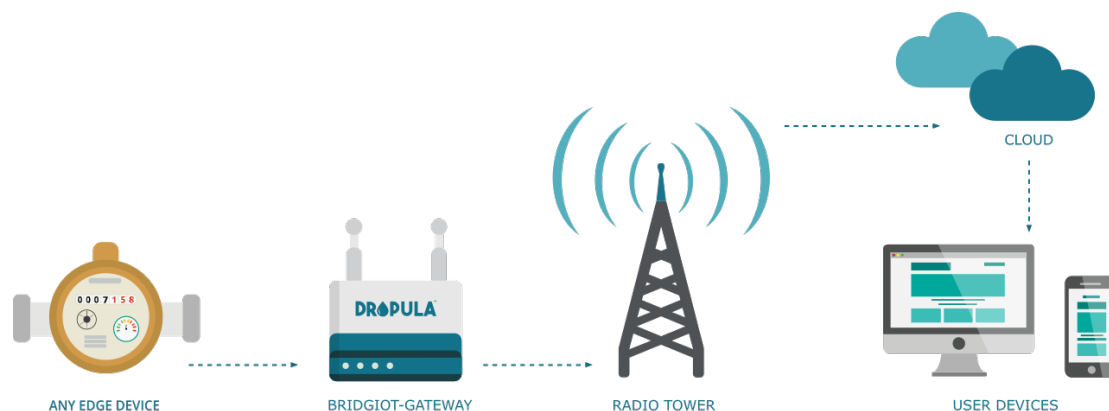 CLOUD
0007158
DROPULA
ANY EDGE DEVICE
BRIDGIOT-GATEWAY
RADIO TOWER
USER DEVICES